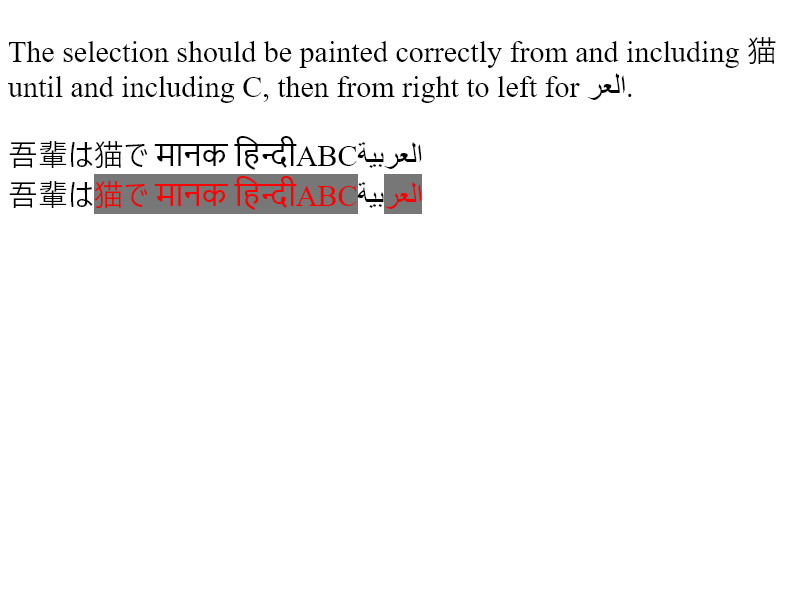 The selection should be painted correctly from and including 猫
until and including C, then from right to left for العر.
吾輩は猫で मानक हिन्दीABCالعربية
吾輩は猫で मानक हिन्दीABCالعربية